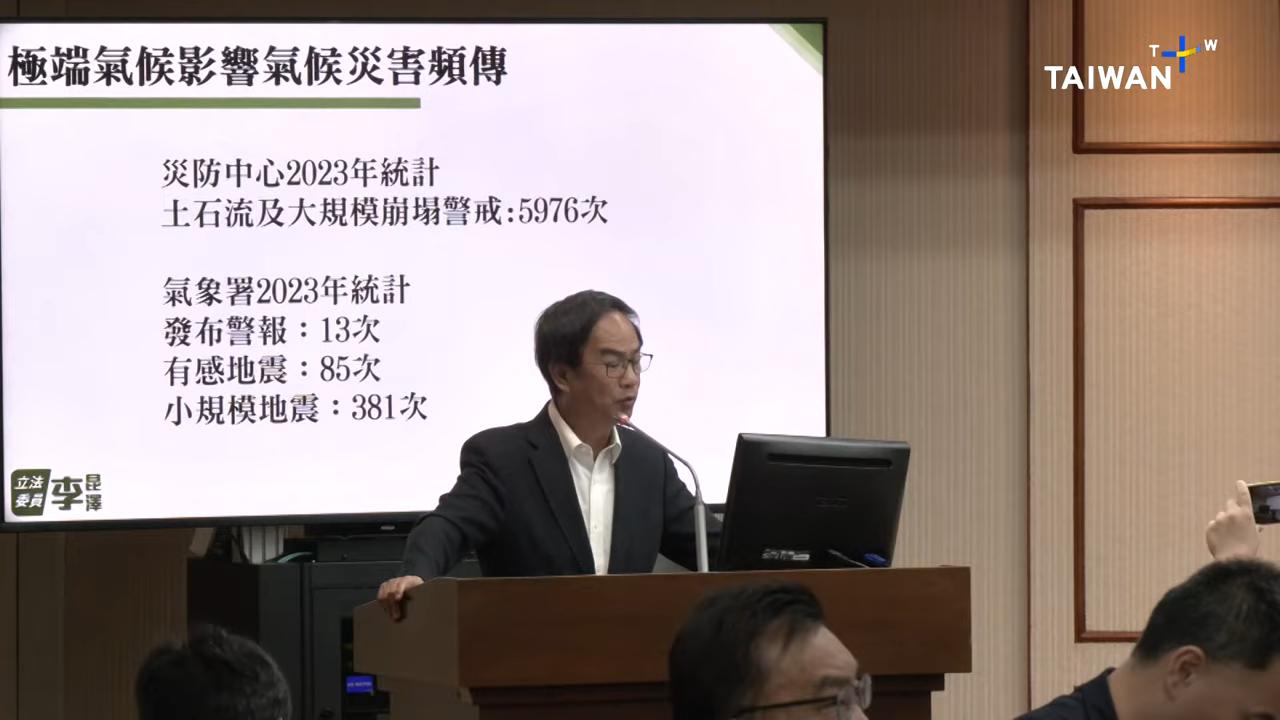 極端氣候影響氣候災害頻傳
災防中心2023年統計
土石流及大規模崩塌警戒:5976次
氣象署2023年統計
發布警報：13次
有感地震：85次
小規模地震：381次
立法委員 李昆澤
T W
TAIWAN+